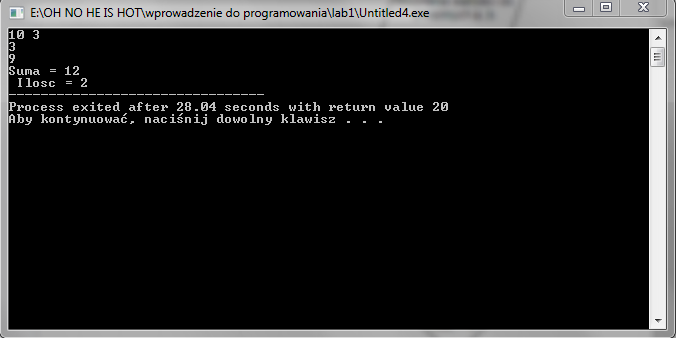 E:\OH NO HE IS HOT\wprowadzenie do programowania\lab1\Untitled4.exe
10 3
3
9
Suma = 12
 Ilosc = 2
--------------------------------
Process exited after 28.04 seconds with return value 20
Aby kontynuować, naciśnij dowolny klawisz . . .